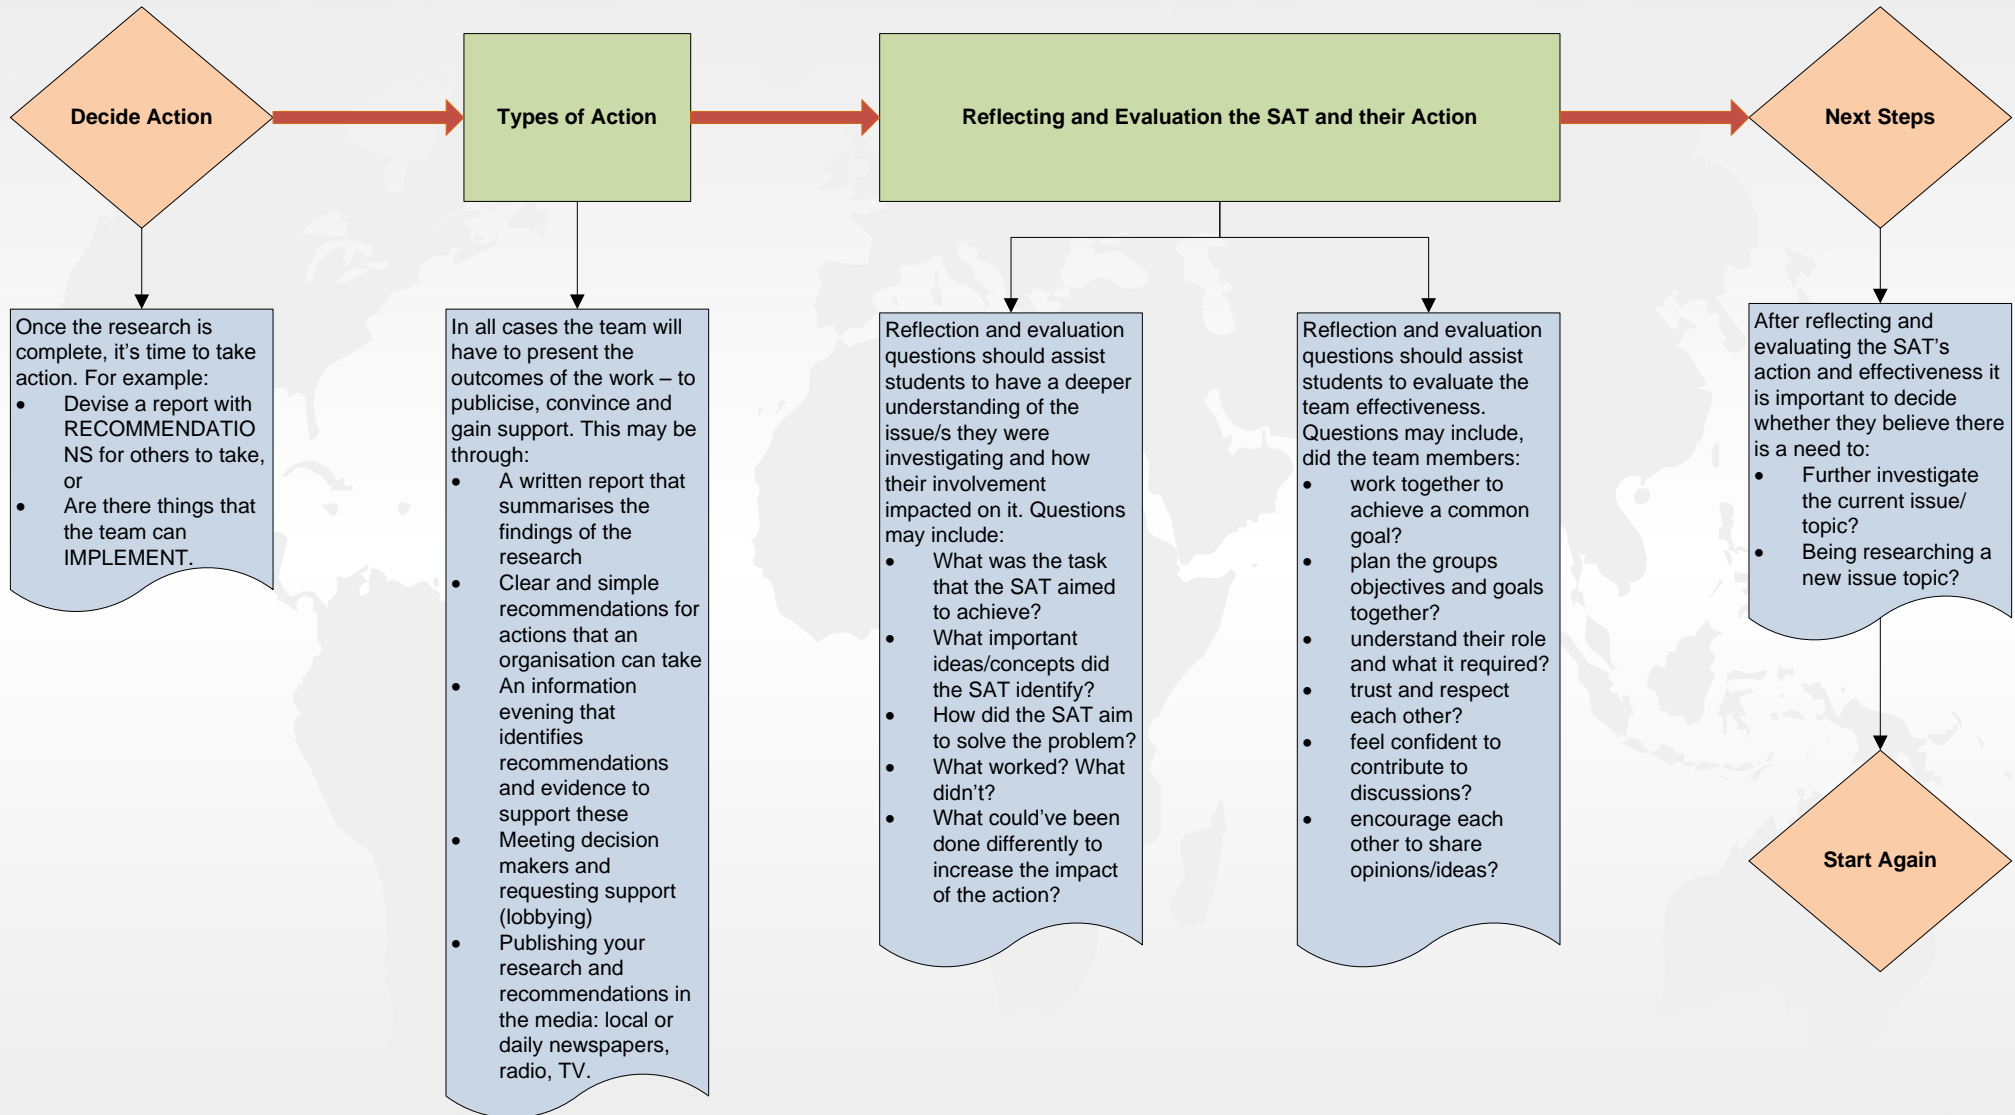 Decide Action
Types of Action
Reflecting and Evaluation the SAT and their Action
Next Steps
Once the research is
complete, it’s time to take
action. For example:
• Devise a report with
RECOMMENDATIO
NS for others to take,
or
• Are there things that
the team can
IMPLEMENT.
In all cases the team will
have to present the
outcomes of the work – to
publicise, convince and
gain support. This may be
through:
• A written report that
summarises the
findings of the
research
• Clear and simple
recommendations for
actions that an
organisation can take
• An information
evening that
identifies
recommendations
and evidence to
support these
• Meeting decision
makers and
requesting support
(lobbying)
• Publishing your
research and
recommendations in
the media: local or
daily newspapers,
radio, TV.
Reflection and evaluation
questions should assist
students to have a deeper
understanding of the
issue/s they were
investigating and how
their involvement
impacted on it. Questions
may include:
• What was the task
that the SAT aimed
to achieve?
• What important
ideas/concepts did
the SAT identify?
• How did the SAT aim
to solve the problem?
• What worked? What
didn’t?
• What could’ve been
done differently to
increase the impact
of the action?
Reflection and evaluation
questions should assist
students to evaluate the
team effectiveness.
Questions may include,
did the team members:
• work together to
achieve a common
goal?
• plan the groups
objectives and goals
together?
• understand their role
and what it required?
• trust and respect
each other?
• feel confident to
contribute to
discussions?
• encourage each
other to share
opinions/ideas?
After reflecting and
evaluating the SAT’s
action and effectiveness it
is important to decide
whether they believe there
is a need to:
• Further investigate
the current issue/
topic?
• Being researching a
new issue topic?
Start Again